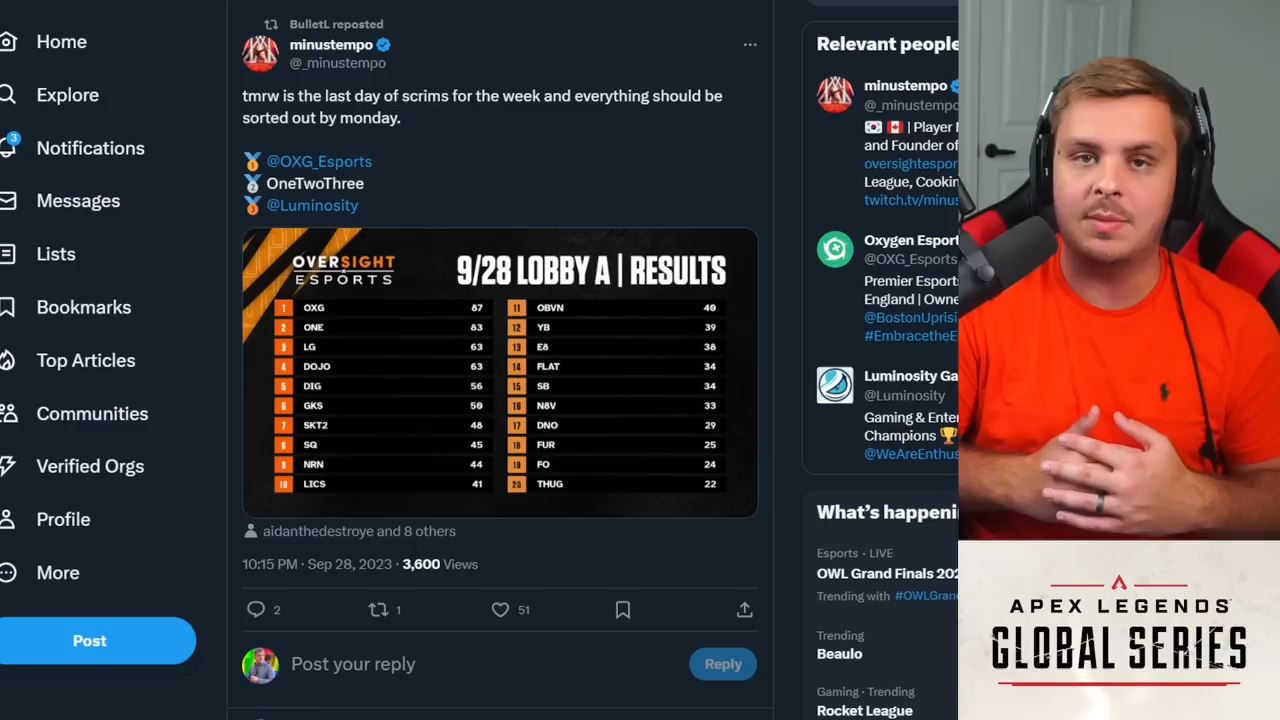 Home
Explore
3
Notifications
Messages
Lists
Bookmarks
Top Articles
Communities
Verified Orgs
Profile
More
Post
BulletL reposted
minustempo
@_minustempo
tmrw is the last day of scrims for the week and everything should be
sorted out by monday.
1 @OXG_Esports
2 OneTwoThree
3 @Luminosity
OVERSIGHT
ESPORTS
9/28 LOBBY A | RESULTS
1 OXG 87
2 ONE 83
3 LG 63
4 DOJO 63
5 DIG 56
6 GKS 50
7 SKT2 48
8 SQ 45
9 NRN 44
10 LICS 41
11 OBVN 40
12 YB 39
13 E8 38
14 FLAT 34
15 SB 34
16 N8V 33
17 DNO 29
18 FUR 25
19 FO 24
20 THUG 22
aidanthedestroye and 8 others
10:15 PM · Sep 28, 2023 · 3,600 Views
2 1 51
Post your reply
Reply
Relevant people
minustempo
@_minustempo
| Player
and Founder of
oversightespor
League, Cookin
twitch.tv/minus
Oxygen Esport
@OXG_Esports
Premier Esports
England | Owne
@BostonUprisi
#EmbracetheE
Luminosity Ga
@Luminosity
Gaming & Enter
Champions
@WeAreEnthus
What's happeni
Esports · LIVE
OWL Grand Finals 202
Trending with #OWLGran
Trending
Beaulo
Gaming · Trending
Rocket League
APEX LEGENDS
GLOBAL SERIES